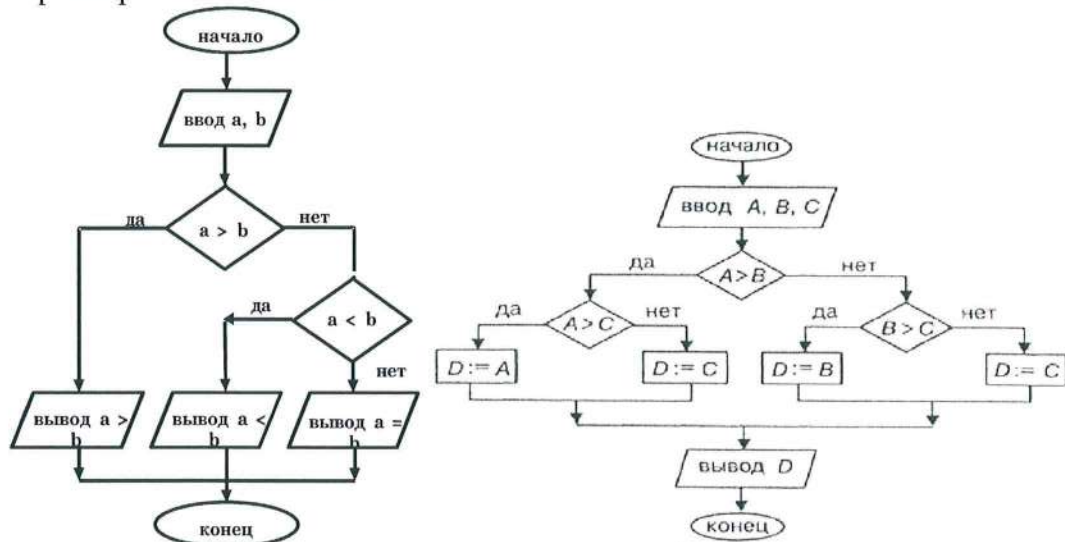 начало
ввод a, b
a > b
да
нет
a < b
да
нет
вывод a >
b
вывод a <
b
вывод a =
b
конец
начало
ввод A, B, C
A>B
да
нет
A>C
да
нет
B>C
да
нет
D:= A
D:= C
D:= B
D:= C
вывод D
конец